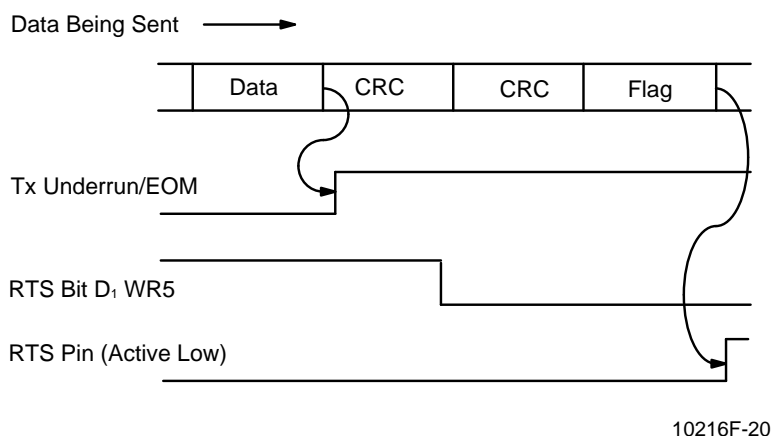 Data Being Sent
Data CRC CRC Flag
Tx Underrun/EOM
RTS Bit D₁ WR5
RTS Pin (Active Low)
10216F-20